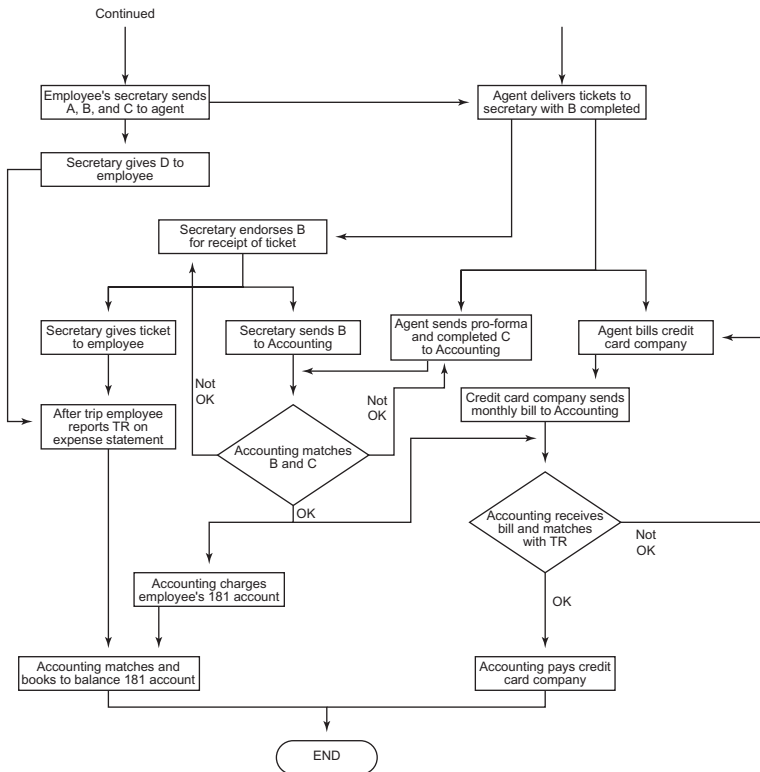 Continued
Employee's secretary sends
A, B, and C to agent
Agent delivers tickets to
secretary with B completed
Secretary gives D to
employee
Secretary endorses B
for receipt of ticket
Secretary gives ticket
to employee
Secretary sends B
to Accounting
Agent sends pro-forma
and completed C
to Accounting
Agent bills credit
card company
Not
OK
Not
OK
Credit card company sends
monthly bill to Accounting
After trip employee
reports TR on
expense statement
Accounting matches
B and C
OK
Accounting receives
bill and matches
with TR
Not
OK
Accounting charges
employee's 181 account
OK
Accounting matches and
books to balance 181 account
Accounting pays credit
card company
END